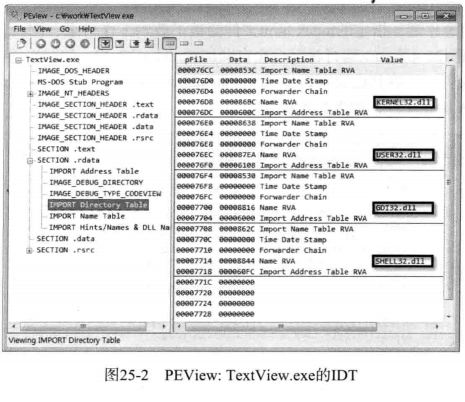 PEView - c:₩work₩TextView.exe
File View Go Help
TextView.exe
IMAGE_DOS_HEADER
MS-DOS Stub Program
IMAGE_NT_HEADERS
IMAGE_SECTION_HEADER .text
IMAGE_SECTION_HEADER .rdata
IMAGE_SECTION_HEADER .data
IMAGE_SECTION_HEADER .rsrc
SECTION .text
SECTION .rdata
IMPORT Address Table
IMAGE_DEBUG_DIRECTORY
IMAGE_DEBUG_TYPE_CODEVIEW
IMPORT Directory Table
IMPORT Name Table
IMPORT Hints/Names & DLL Na
SECTION .data
SECTION .rsrc
pFile Data Description Value
000076CC 0000853C Import Name Table RVA
000076D0 00000000 Time Date Stamp
000076D4 00000000 Forwarder Chain
000076D8 000086BC Name RVA KERNEL32.dll
000076DC 0000600C Import Address Table RVA
000076E0 00008638 Import Name Table RVA
000076E4 00000000 Time Date Stamp
000076E8 00000000 Forwarder Chain
000076EC 000087EA Name RVA USER32.dll
000076F0 00006108 Import Address Table RVA
000076F4 00008530 Import Name Table RVA
000076F8 00000000 Time Date Stamp
000076FC 00000000 Forwarder Chain
00007700 00008816 Name RVA GDI32.dll
00007704 00006000 Import Address Table RVA
00007708 0000862C Import Name Table RVA
0000770C 00000000 Time Date Stamp
00007710 00000000 Forwarder Chain
00007714 00008844 Name RVA SHELL32.dll
00007718 000060FC Import Address Table RVA
0000771C 00000000
00007720 00000000
00007724 00000000
00007728 00000000
Viewing IMPORT Directory Table
图25-2 PEView: TextView.exe的IDT